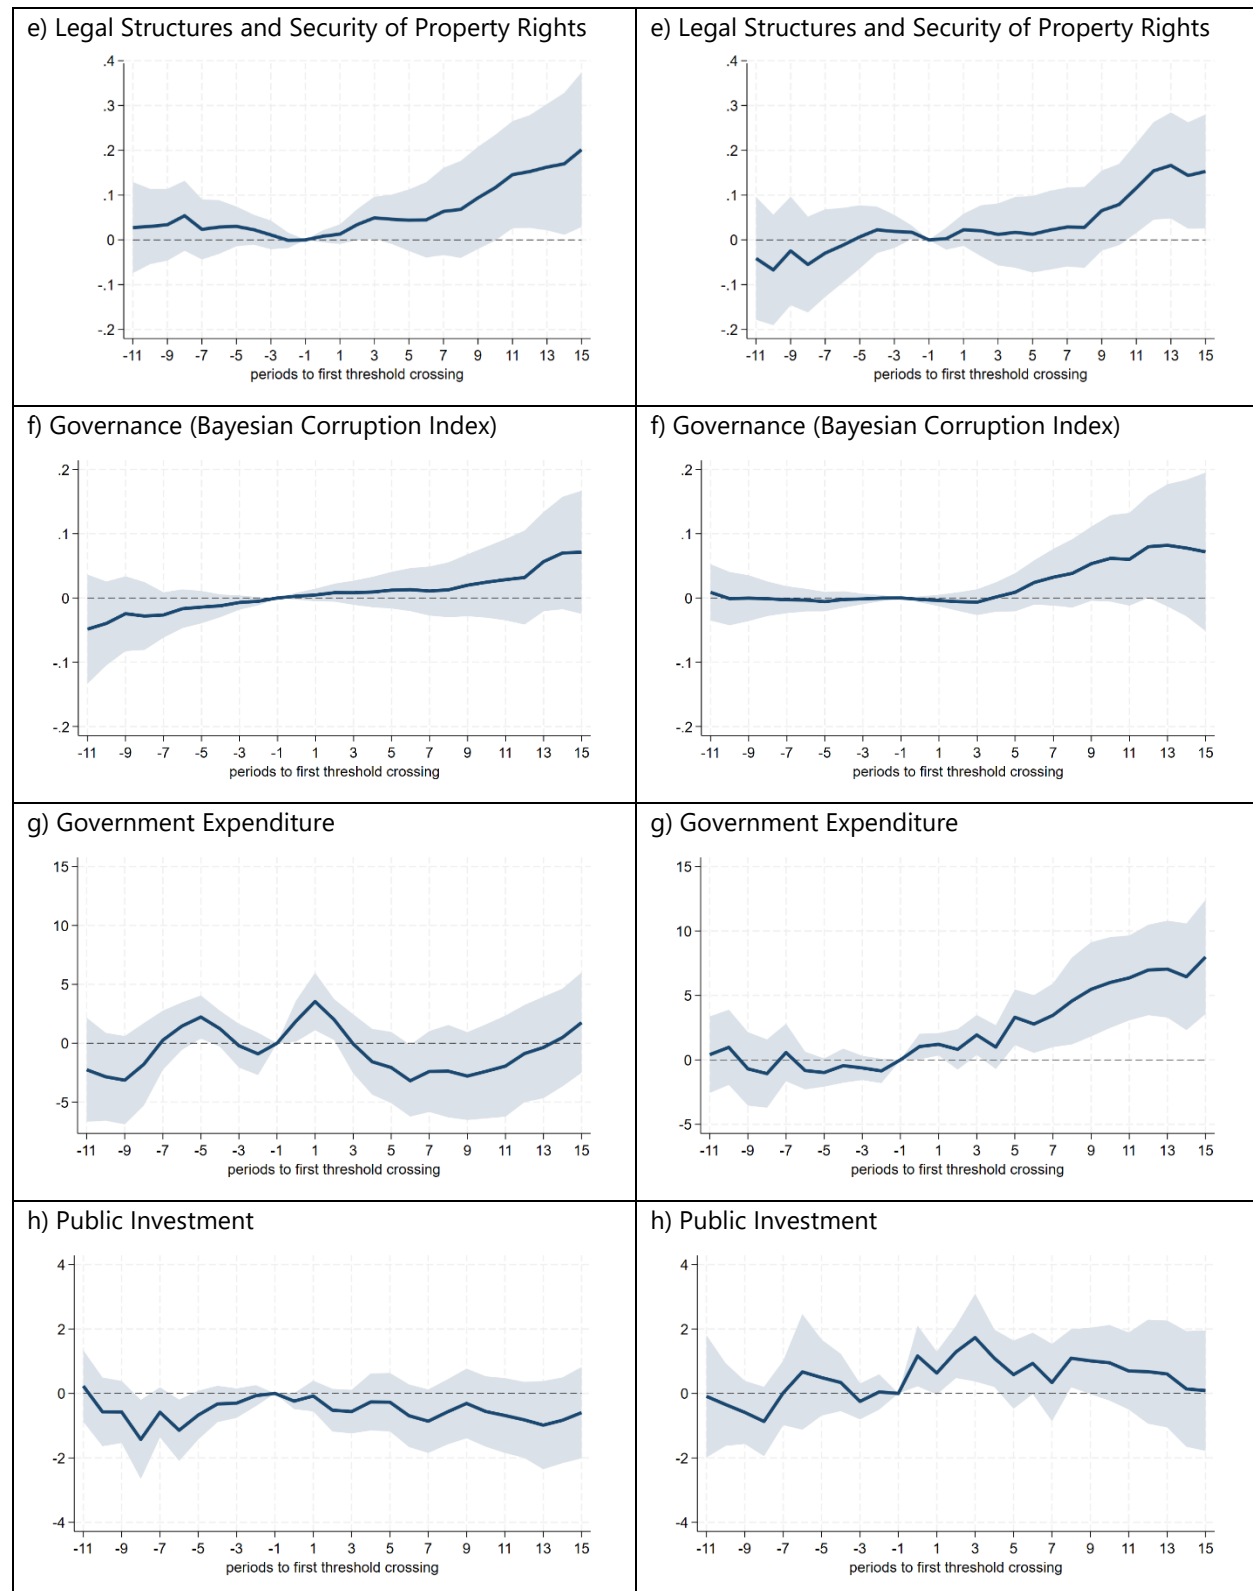 e) Legal Structures and Security of Property Rights
.4
.3
.2
.1
0
-.1
-.2
-11 -9 -7 -5 -3 -1 1 3 5 7 9 11 13 15
periods to first threshold crossing
e) Legal Structures and Security of Property Rights
.4
.3
.2
.1
0
-.1
-.2
-11 -9 -7 -5 -3 -1 1 3 5 7 9 11 13 15
periods to first threshold crossing
f) Governance (Bayesian Corruption Index)
.2
.1
0
-.1
-.2
-11 -9 -7 -5 -3 -1 1 3 5 7 9 11 13 15
periods to first threshold crossing
f) Governance (Bayesian Corruption Index)
.2
.1
0
-.1
-.2
-11 -9 -7 -5 -3 -1 1 3 5 7 9 11 13 15
periods to first threshold crossing
g) Government Expenditure
15
10
5
0
-5
-11 -9 -7 -5 -3 -1 1 3 5 7 9 11 13 15
periods to first threshold crossing
g) Government Expenditure
15
10
5
0
-5
-11 -9 -7 -5 -3 -1 1 3 5 7 9 11 13 15
periods to first threshold crossing
h) Public Investment
4
2
0
-2
-4
-11 -9 -7 -5 -3 -1 1 3 5 7 9 11 13 15
periods to first threshold crossing
h) Public Investment
4
2
0
-2
-4
-11 -9 -7 -5 -3 -1 1 3 5 7 9 11 13 15
periods to first threshold crossing